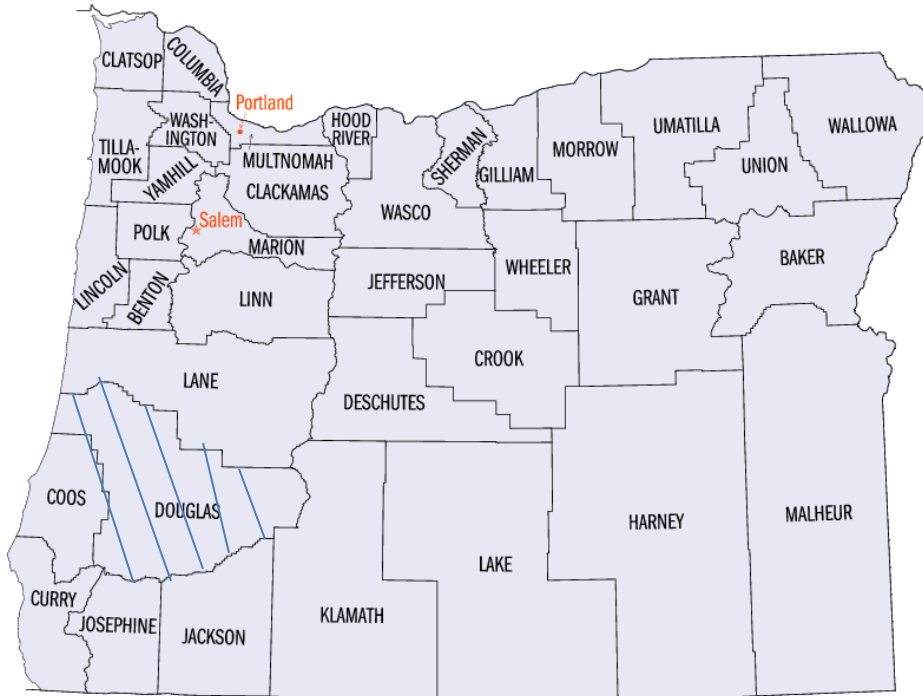 CLATSOP
COLUMBIA
Portland
WASH-
INGTON
HOOD
RIVER
TILLA-
MOOK
MULTNOMAH
YAMHILL
CLACKAMAS
SHERMAN
GILLIAM
MORROW
UMATILLA
UNION
WALLOWA
WASCO
Salem
POLK
MARION
LINCOLN
BENTON
LINN
JEFFERSON
WHEELER
GRANT
BAKER
CROOK
LANE
DESCHUTES
COOS
DOUGLAS
HARNEY
MALHEUR
LAKE
CURRY
JOSEPHINE
JACKSON
KLAMATH